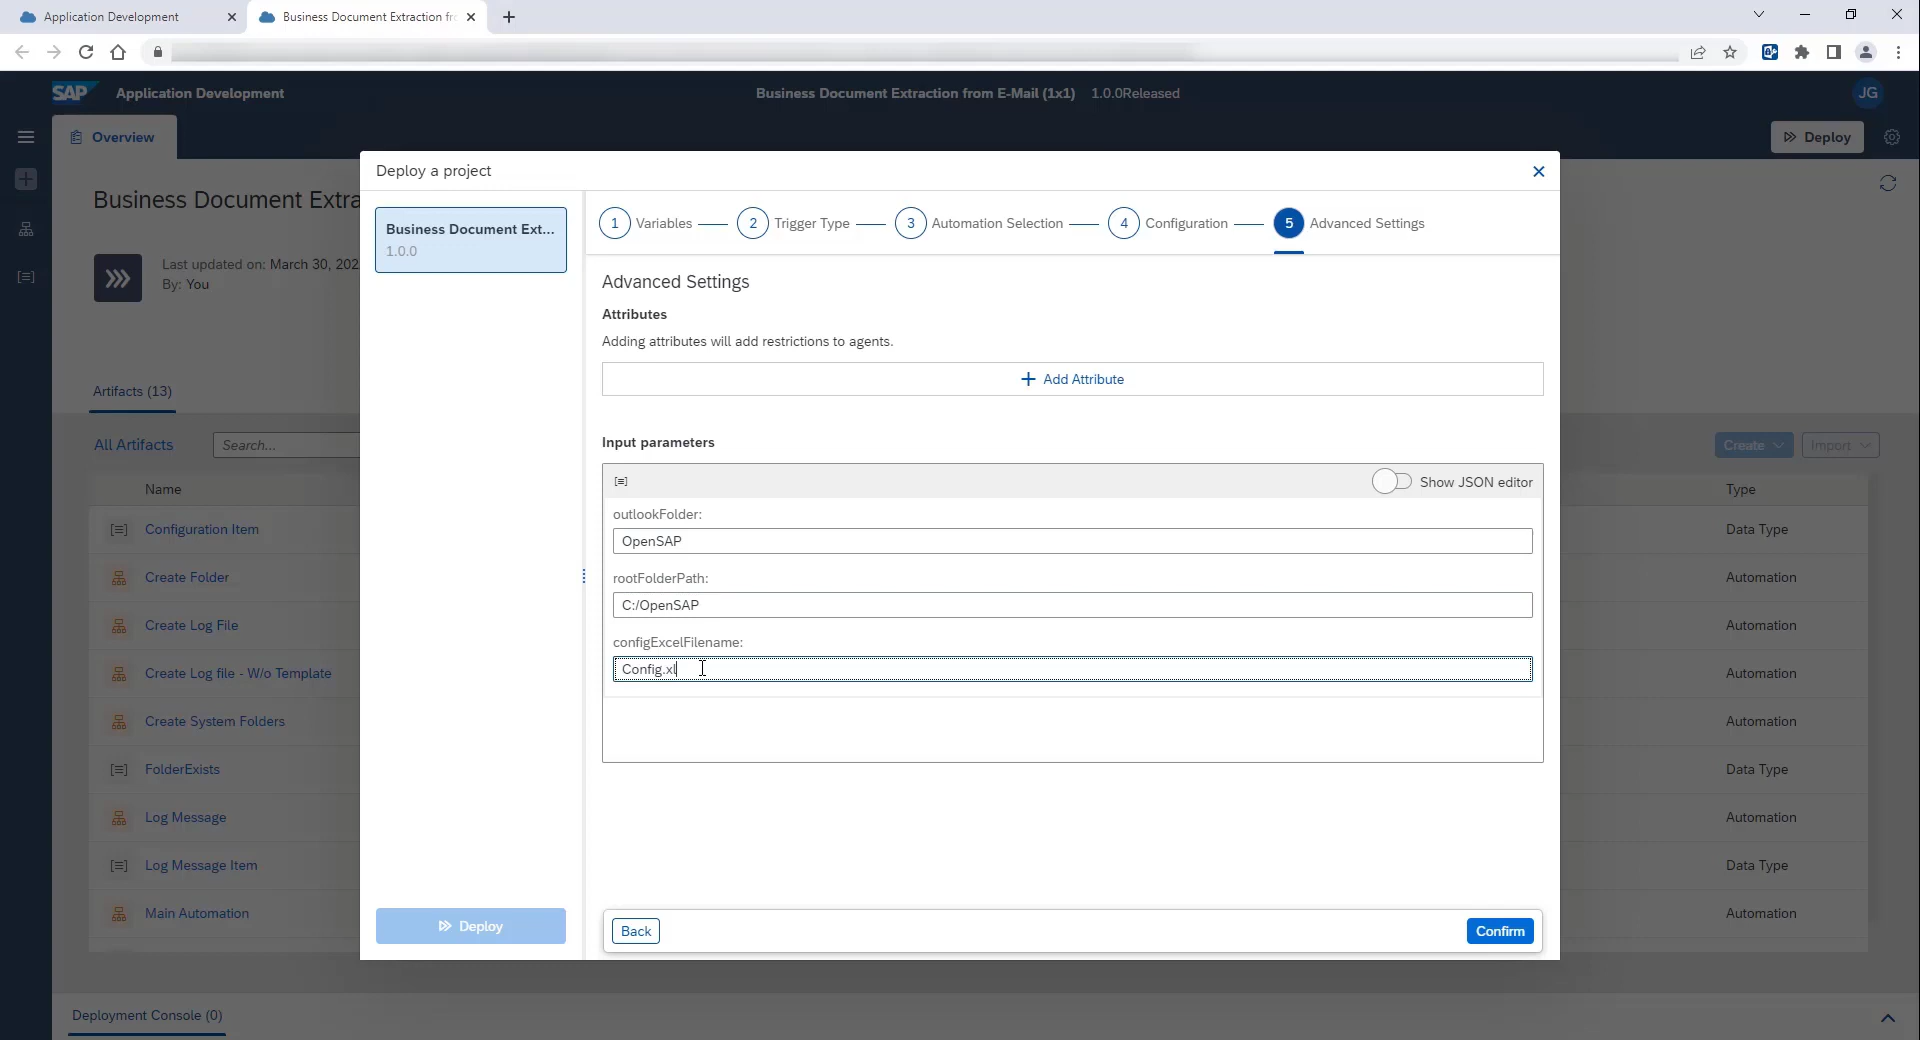 Application Development
Business Document Extraction fr
SAP
Application Development
Business Document Extraction from E-Mail (1x1) 1.0.0Released
JG
Overview
Deploy
Business Document Extra
Last updated on: March 30, 202
By: You
Artifacts (13)
All Artifacts
Search...
Create
Import
Name
Type
Configuration Item
Data Type
Create Folder
Automation
Create Log File
Automation
Create Log file - W/o Template
Automation
Create System Folders
Automation
FolderExists
Data Type
Log Message
Automation
Log Message Item
Data Type
Main Automation
Automation
Deployment Console (0)
Deploy a project
Business Document Ext...
1.0.0
Deploy
1 Variables
2 Trigger Type
3 Automation Selection
4 Configuration
5 Advanced Settings
Advanced Settings
Attributes
Adding attributes will add restrictions to agents.
Add Attribute
Input parameters
Show JSON editor
outlookFolder:
OpenSAP
rootFolderPath:
C:/OpenSAP
configExcelFilename:
Config.xl
Back
Confirm